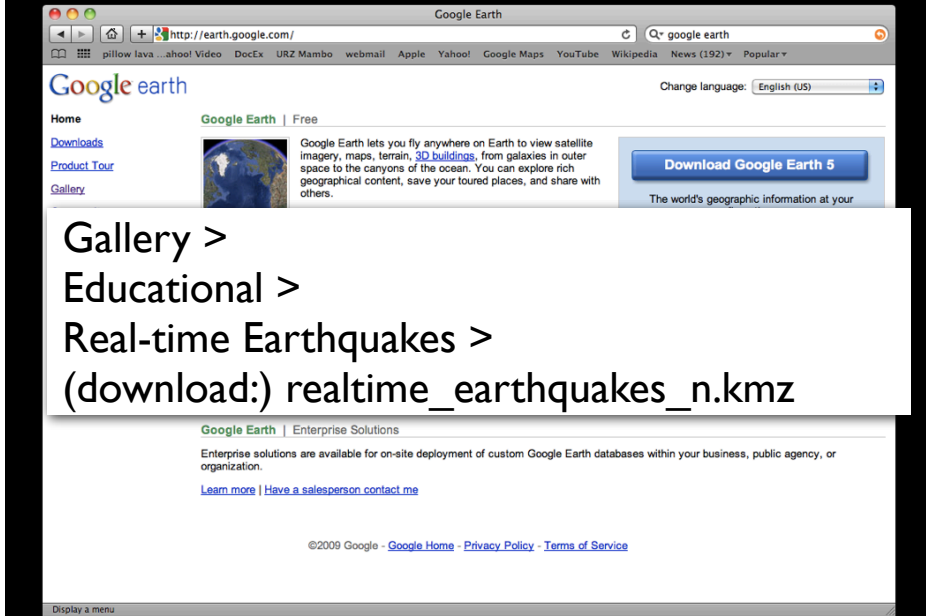 Google Earth
http://earth.google.com/
google earth
pillow lava ...ahoo! Video DocEx URZ Mambo webmail Apple Yahoo! Google Maps YouTube Wikipedia News (192) Popular
Google earth
Change language: English (US)
Home
Google Earth | Free
Downloads
Product Tour
Gallery
Google Earth lets you fly anywhere on Earth to view satellite
imagery, maps, terrain, 3D buildings, from galaxies in outer
space to the canyons of the ocean. You can explore rich
geographical content, save your toured places, and share with
others.
Download Google Earth 5
The world's geographic information at your
Gallery >
Educational >
Real-time Earthquakes >
(download:) realtime_earthquakes_n.kmz
Google Earth | Enterprise Solutions
Enterprise solutions are available for on-site deployment of custom Google Earth databases within your business, public agency, or
organization.
Learn more | Have a salesperson contact me
©2009 Google - Google Home - Privacy Policy - Terms of Service
Display a menu